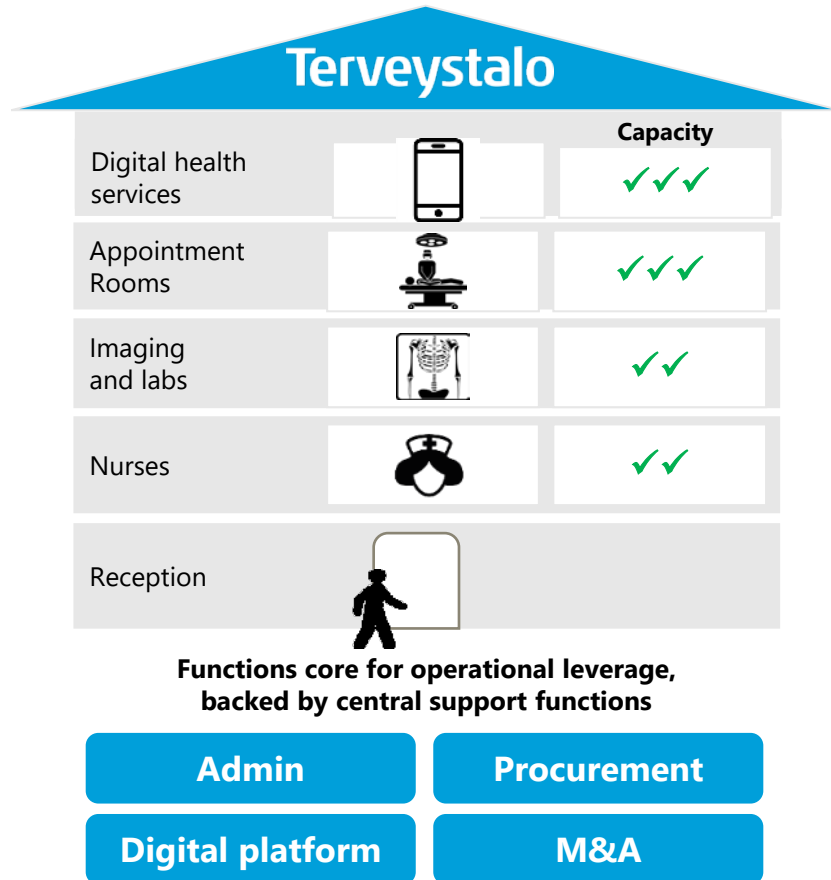 Terveystalo
Capacity
Digital health
services
✓✓✓
Appointment
Rooms
✓✓✓
Imaging
and labs
✓✓
Nurses
✓✓
Reception
Functions core for operational leverage,
backed by central support functions
Admin
Procurement
Digital platform
M&A